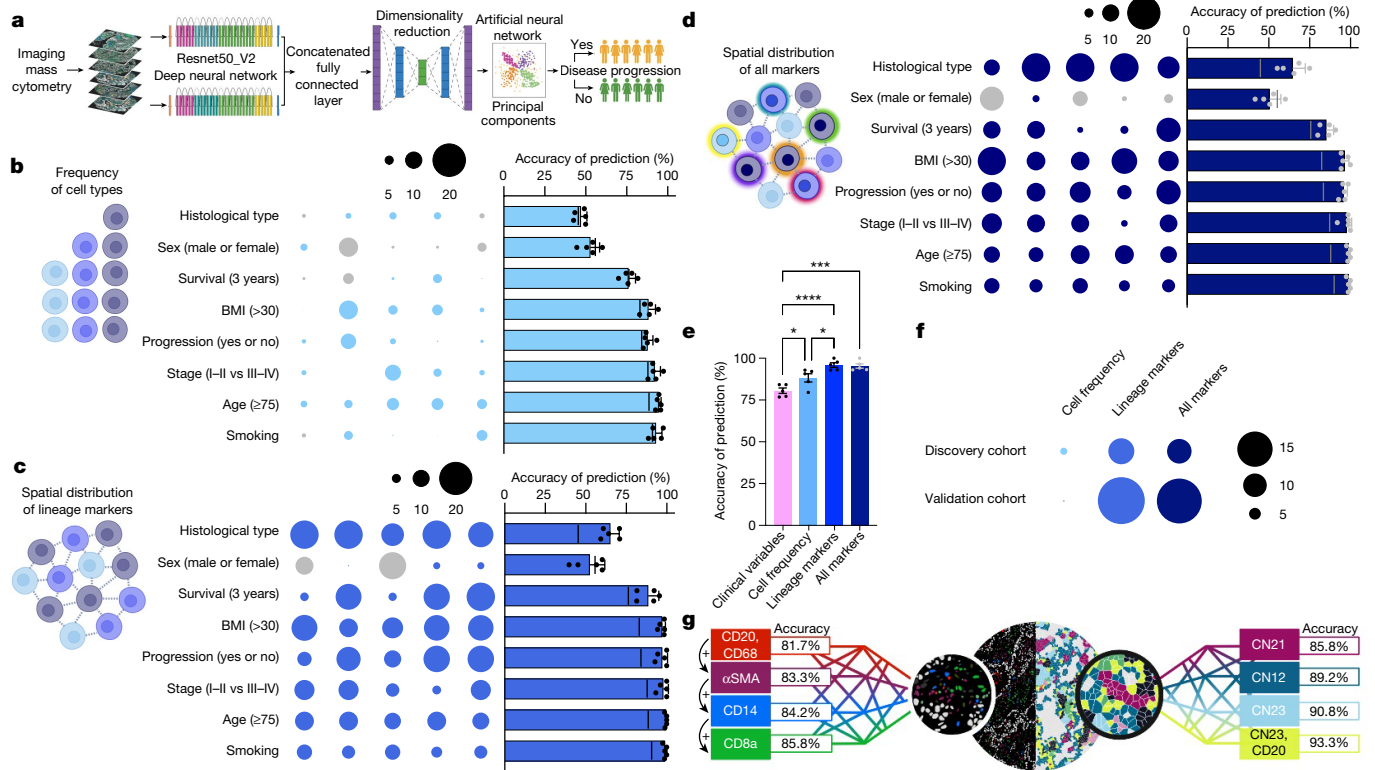 a
Imaging
mass
cytometry
Resnet50_V2
Deep neural network
Concatenated
fully
connected
layer
Dimensionality
reduction
Artificial neural
network
Principal
components
Yes
Disease progression
No
b
Frequency
of cell types
5 10 20
Accuracy of prediction (%)
0 25 50 75 100
Histological type
Sex (male or female)
Survival (3 years)
BMI (>30)
Progression (yes or no)
Stage (I–II vs III–IV)
Age (≥75)
Smoking
c
Spatial distribution
of lineage markers
5 10 20
Accuracy of prediction (%)
0 25 50 75 100
Histological type
Sex (male or female)
Survival (3 years)
BMI (>30)
Progression (yes or no)
Stage (I–II vs III–IV)
Age (≥75)
Smoking
d
Spatial distribution
of all markers
5 10 20
Accuracy of prediction (%)
0 25 50 75 100
Histological type
Sex (male or female)
Survival (3 years)
BMI (>30)
Progression (yes or no)
Stage (I–II vs III–IV)
Age (≥75)
Smoking
e
***
****
* *
Accuracy of prediction (%)
100
75
50
25
0
Clinical variables
Cell frequency
Lineage markers
All markers
f
Cell frequency
Lineage markers
All markers
Discovery cohort
Validation cohort
15
10
5
g
Accuracy
CD20,
CD68
81.7%
+
αSMA
83.3%
+
CD14
84.2%
+
CD8a
85.8%
Accuracy
CN21
85.8%
CN12
89.2%
CN23
90.8%
CN23,
CD20
93.3%